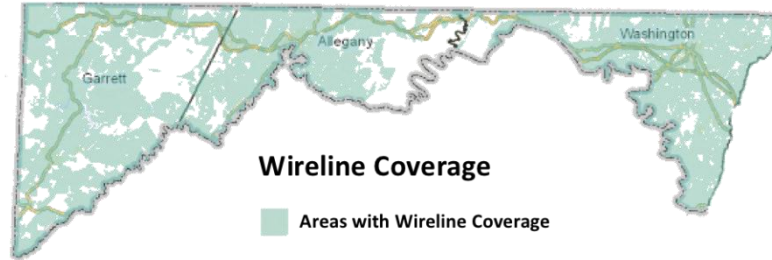 Allegany
Washington
Garrett
Wireline Coverage
Areas with Wireline Coverage